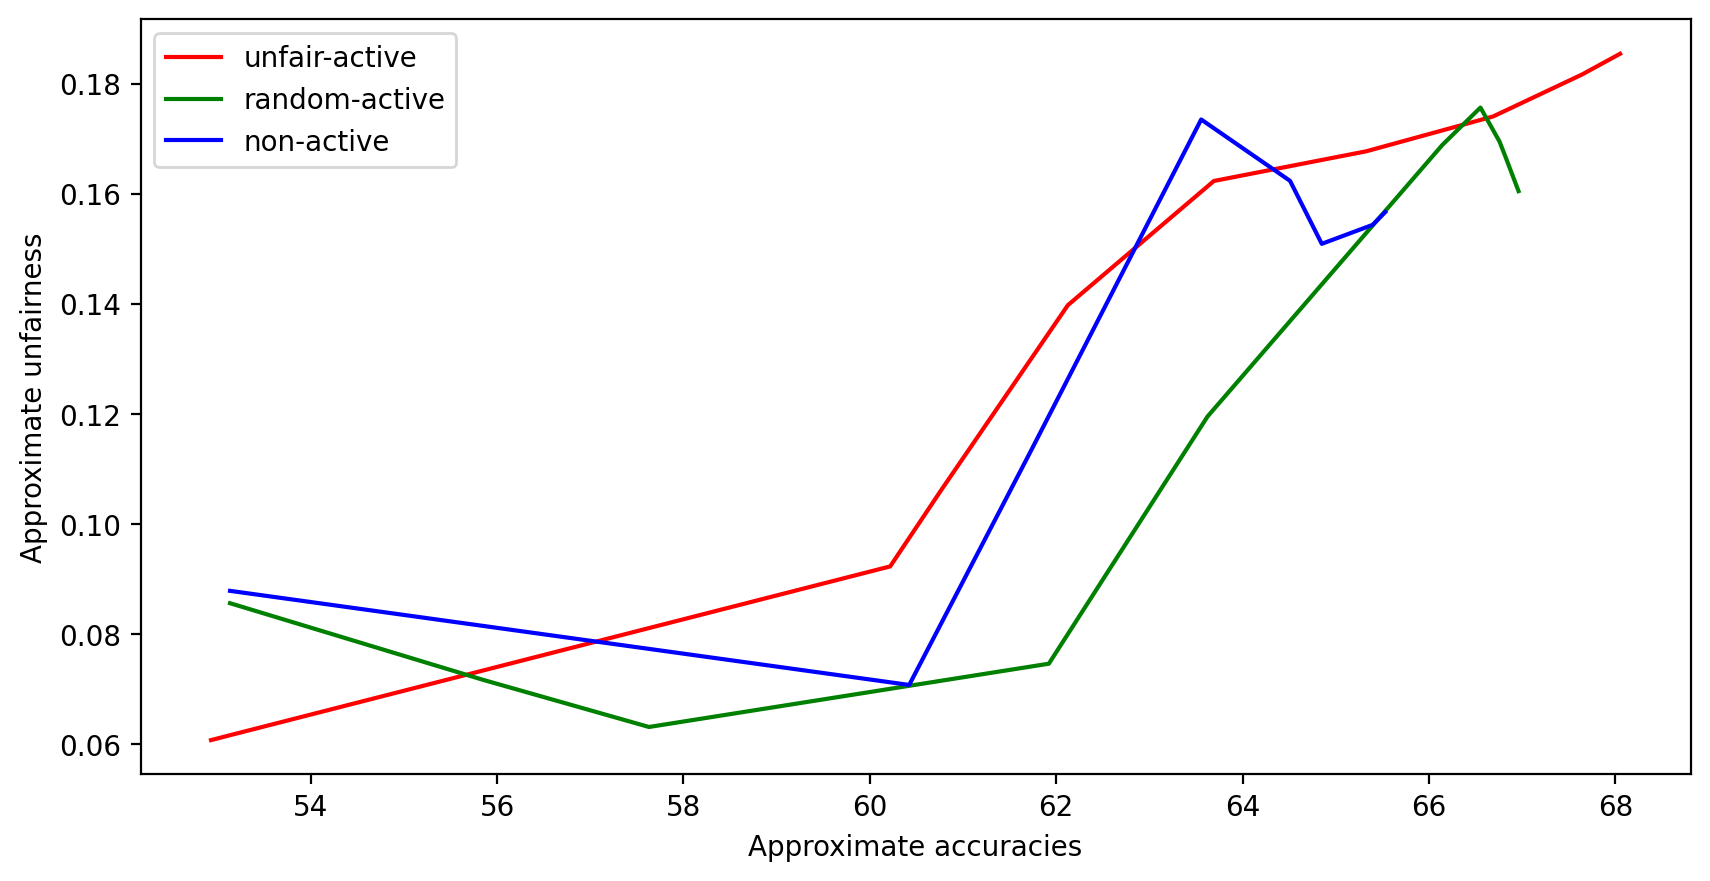 unfair-active
random-active
non-active
Approximate unfairness
0.18
0.16
0.14
0.12
0.10
0.08
0.06
54 56 58 60 62 64 66 68
Approximate accuracies